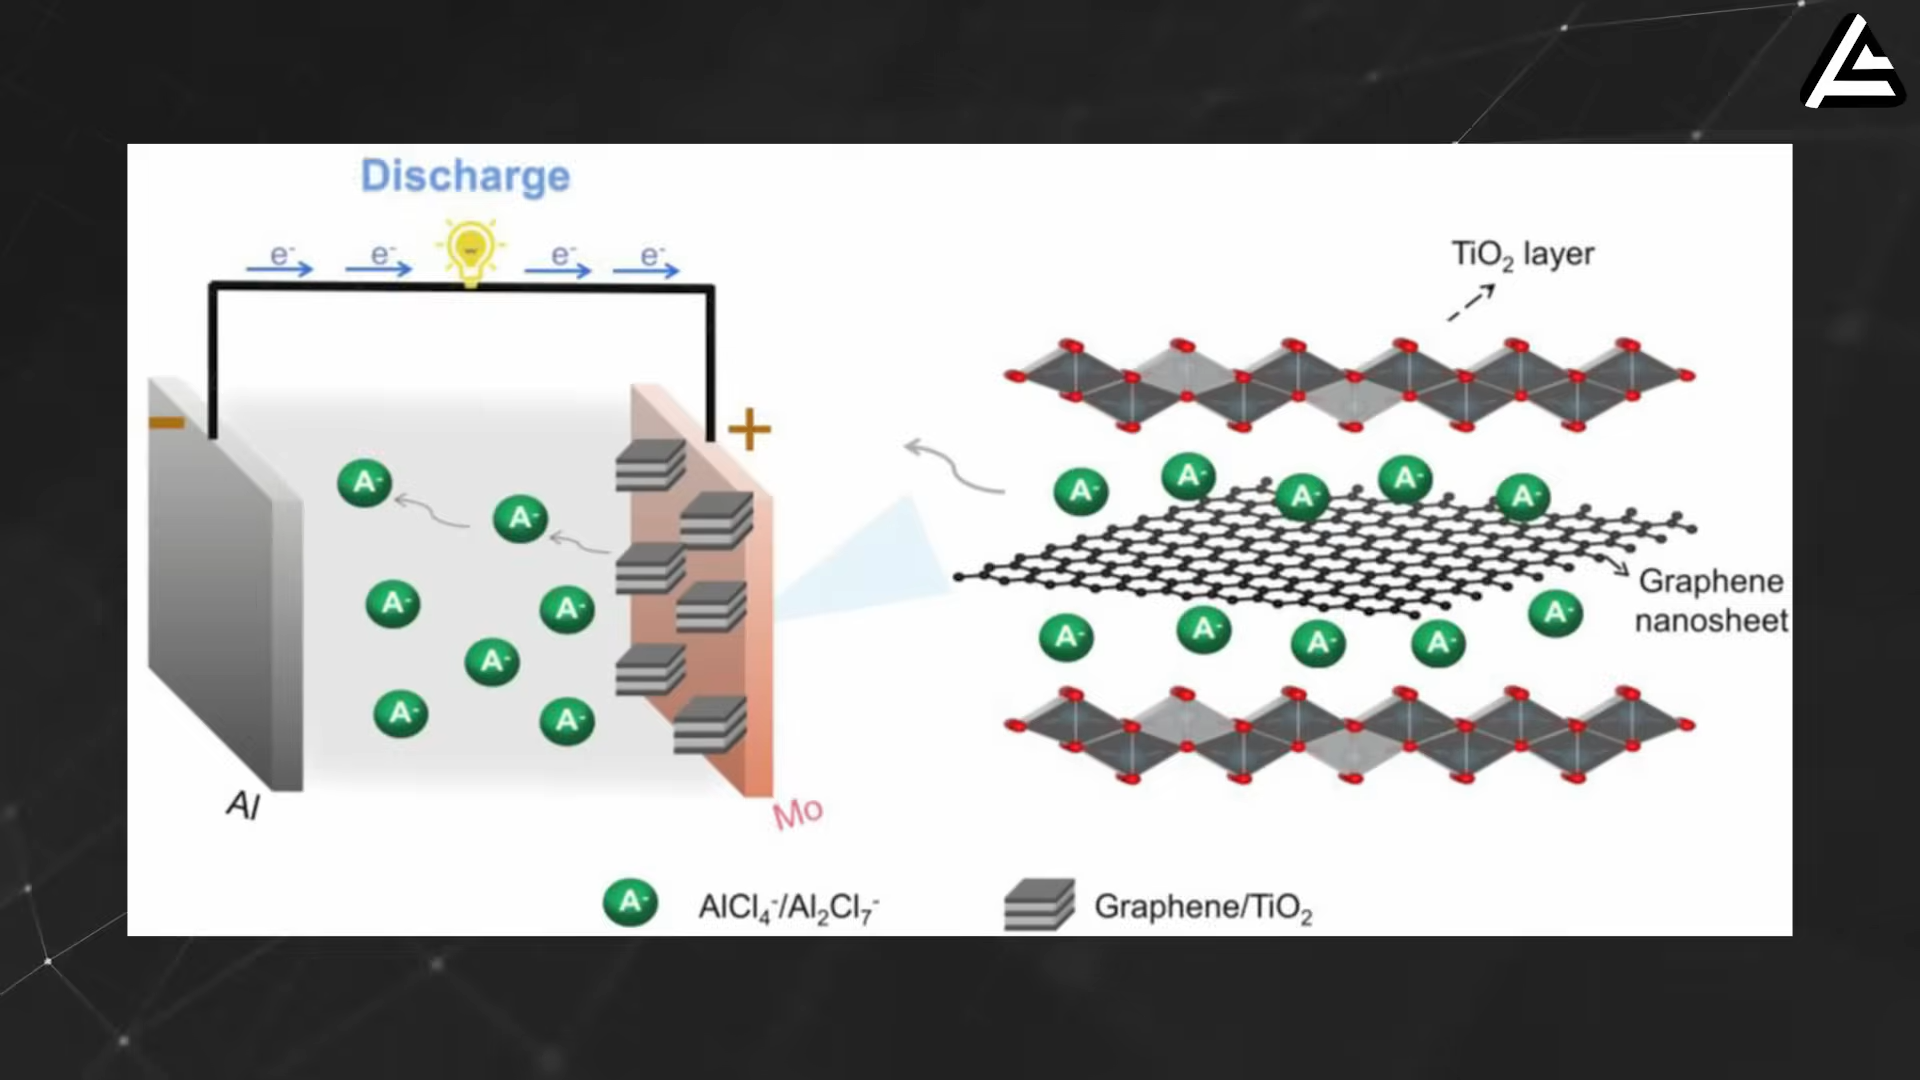 Discharge
e⁻ e⁻ e⁻ e⁻
TiO₂ layer
− +
A⁻ A⁻ A⁻ A⁻ A⁻
A⁻ A⁻
Graphene
nanosheet
A⁻ A⁻ A⁻ A⁻ A⁻
A⁻ A⁻ A⁻
A⁻ A⁻
Al
Mo
A⁻ AlCl₄⁻/Al₂Cl₇⁻
Graphene/TiO₂